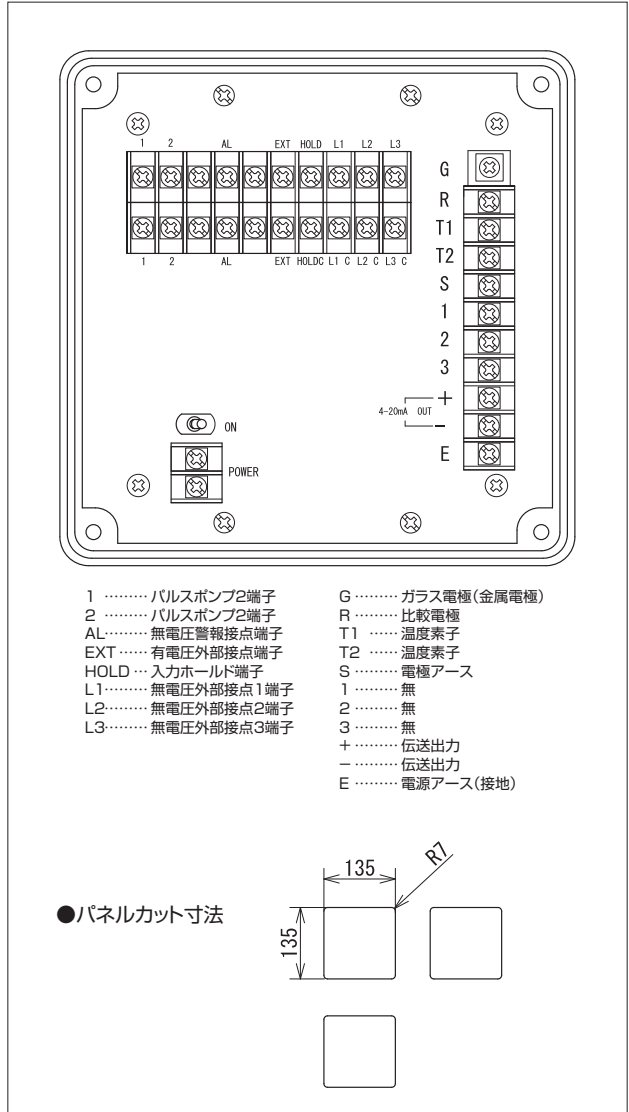 1 2 AL EXT HOLD L1 L2 L3
1 2 AL EXT HOLDC L1 C L2 C L3 C
G
R
T1
T2
S
1
2
3
+
4-20mA OUT
−
E
ON
POWER
1 ……… パルスポンプ2端子
2 ……… パルスポンプ2端子
AL……… 無電圧警報接点端子
EXT …… 有電圧外部接点端子
HOLD … 入力ホールド端子
L1……… 無電圧外部接点1端子
L2……… 無電圧外部接点2端子
L3……… 無電圧外部接点3端子
G ……… ガラス電極(金属電極)
R ……… 比較電極
T1 …… 温度素子
T2 …… 温度素子
S ……… 電極アース
1 ……… 無
2 ……… 無
3 ……… 無
+ ……… 伝送出力
− ……… 伝送出力
E ……… 電源アース(接地)
●パネルカット寸法
135
R7
135